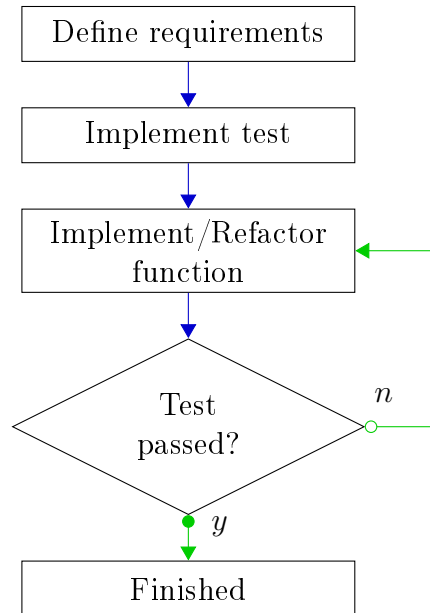 Define requirements
Implement test
Implement/Refactor
function
Test
passed?
n
y
Finished